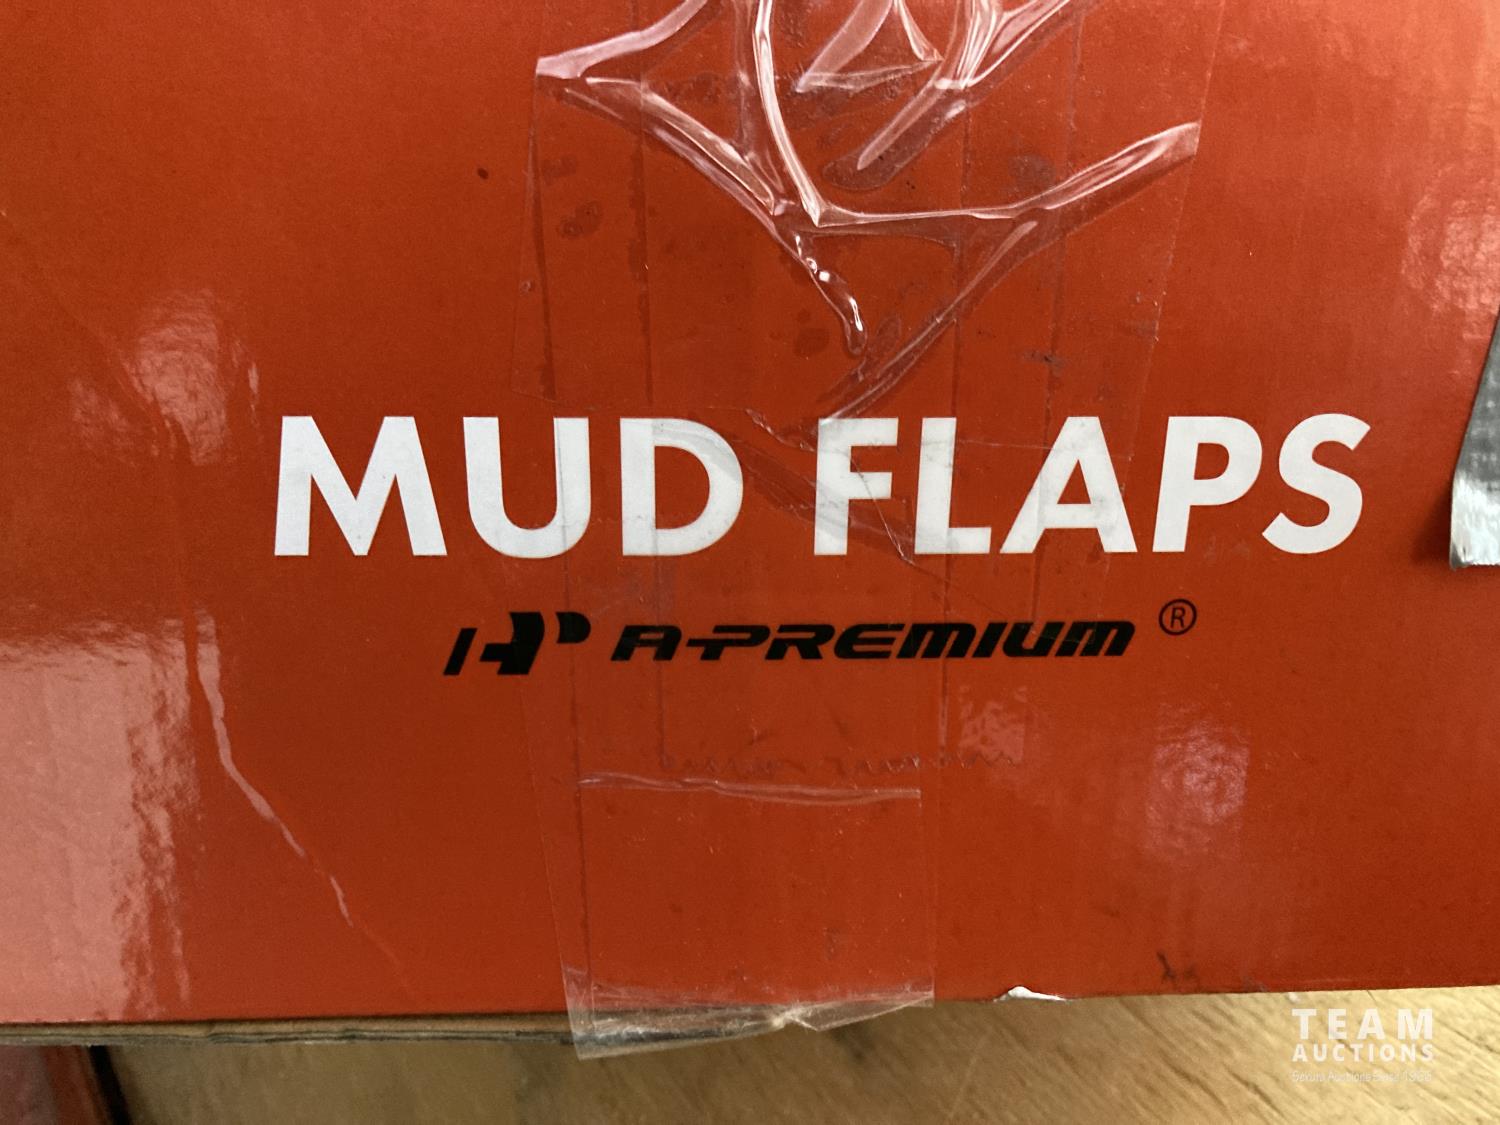 MUD FLAPS
A-PREMIUM ®
TEAM
AUCTIONS